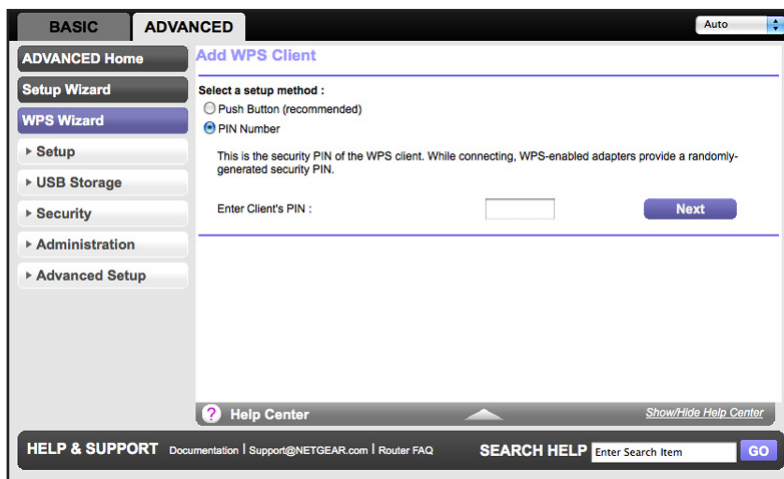 BASIC
ADVANCED
Auto
ADVANCED Home
Setup Wizard
WPS Wizard
Setup
USB Storage
Security
Administration
Advanced Setup
Add WPS Client
Select a setup method :
Push Button (recommended)
PIN Number
This is the security PIN of the WPS client. While connecting, WPS-enabled adapters provide a randomly-
generated security PIN.
Enter Client's PIN :
Next
? Help Center
Show/Hide Help Center
HELP & SUPPORT Documentation | Support@NETGEAR.com | Router FAQ
SEARCH HELP Enter Search Item GO